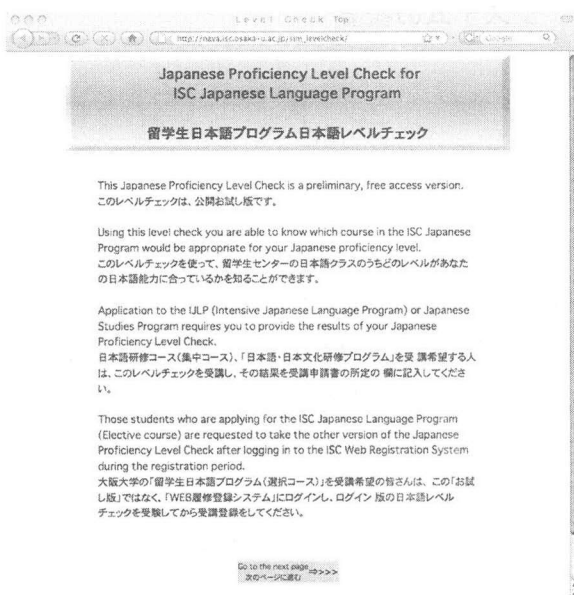 Level Check Top
Japanese Proficiency Level Check for
ISC Japanese Language Program
留学生日本語プログラム日本語レベルチェック
This Japanese Proficiency Level Check is a preliminary, free access version.
このレベルチェックは、公開お試し版です。
Using this level check you are able to know which course in the ISC Japanese
Program would be appropriate for your Japanese proficiency level.
このレベルチェックを使って、留学生センターの日本語クラスのうちどのレベルがあなた
の日本語能力に合っているかを知ることができます。
Application to the IJLP (Intensive Japanese Language Program) or Japanese
Studies Program requires you to provide the results of your Japanese
Proficiency Level Check.
日本語研修コース(集中コース)、「日本語・日本文化研修プログラム」を受 講希望する人
は、このレベルチェックを受講し、その結果を受講申請書の所定の 欄に記入してくださ
い。
Those students who are applying for the ISC Japanese Language Program
(Elective course) are requested to take the other version of the Japanese
Proficiency Level Check after logging in to the ISC Web Registration System
during the registration period.
大阪大学の「留学生日本語プログラム(選択コース)」を受講希望の皆さんは、この「お試
し版」ではなく、「WEB履修登録システム」にログインし、ログイン 版の日本語レベル
チェックを受験してから受講登録をしてください。
Go to the next page
次のページに進む ⇒>>>>